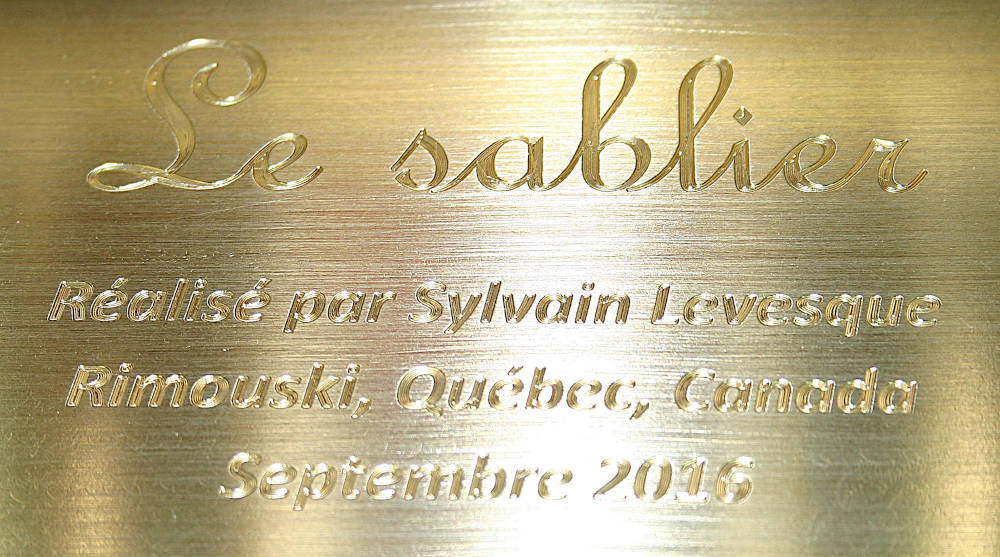 Le sablier
Réalisé par Sylvain Levesque
Rimouski, Québec, Canada
Septembre 2016